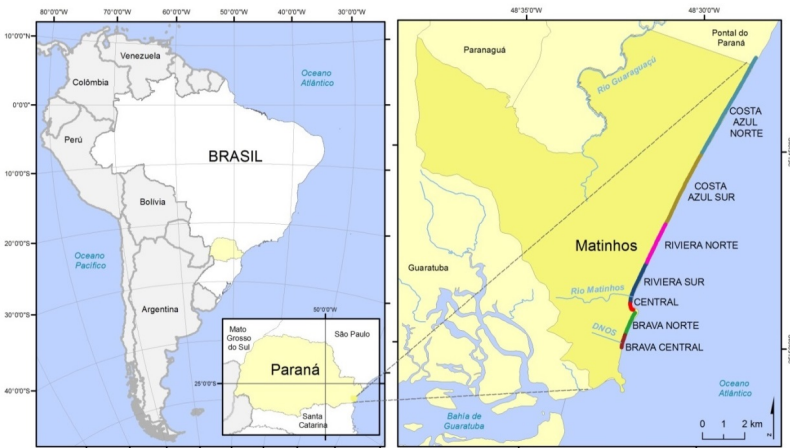 80°0'0"O
70°0'0"O
60°0'0"O
50°0'0"O
40°0'0"O
30°0'0"O
10°0'0"N
0°0'0"
10°0'0"S
20°0'0"S
30°0'0"S
40°0'0"S
Venezuela
Colômbia
Perú
BRASIL
Bolívia
Argentina
Oceano
Atlântico
Oceano
Pacífico
50°0'0"O
25°0'0"S
Mato
Grosso
do Sul
São Paulo
Paraná
Santa
Catarina
48°35'0"O
48°30'0"O
Paranaguá
Pontal do
Paraná
Rio Guaraguaçú
COSTA
AZUL
NORTE
COSTA
AZUL SUR
Matinhos
RIVIERA NORTE
Guaratuba
RIVIERA SUR
Rio Matinhos
CENTRAL
BRAVA NORTE
DNOS
BRAVA CENTRAL
Oceano
Atlântico
Bahía de
Guaratuba
0 1 2 km